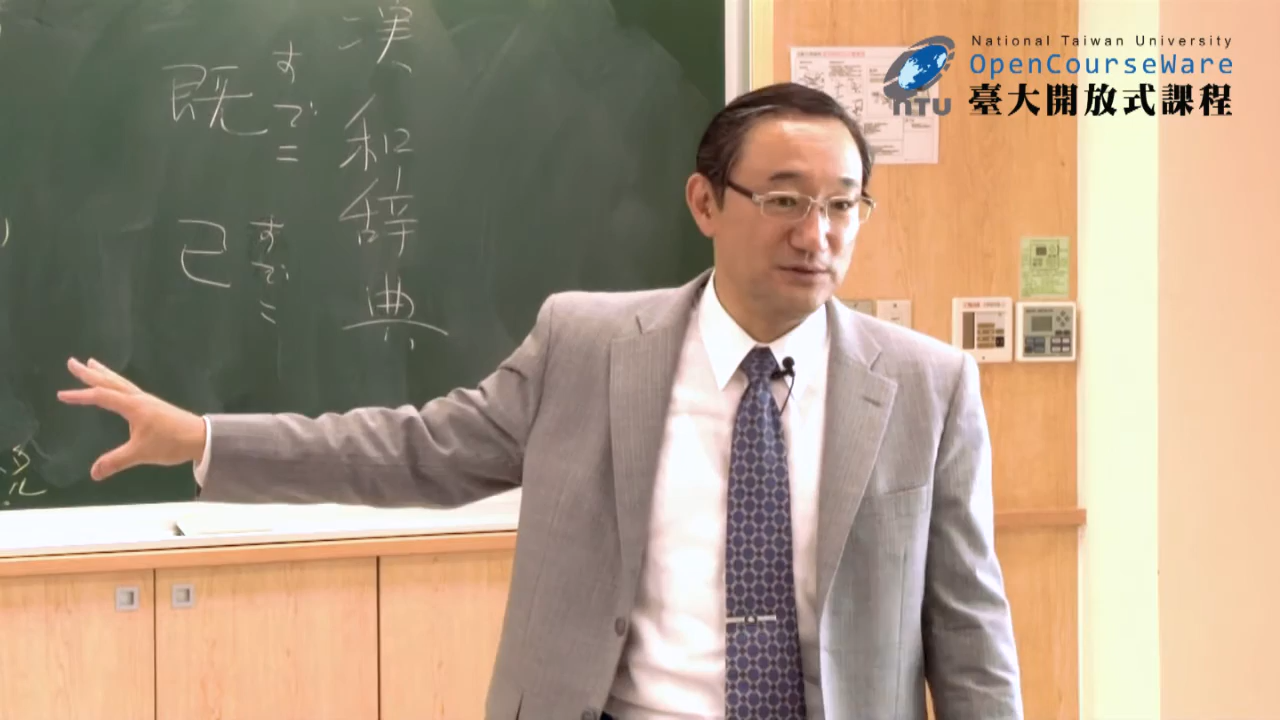 National Taiwan University
OpenCourseWare
臺大開放式課程
NTU
漢和辞典
すでに
既
すでに
已